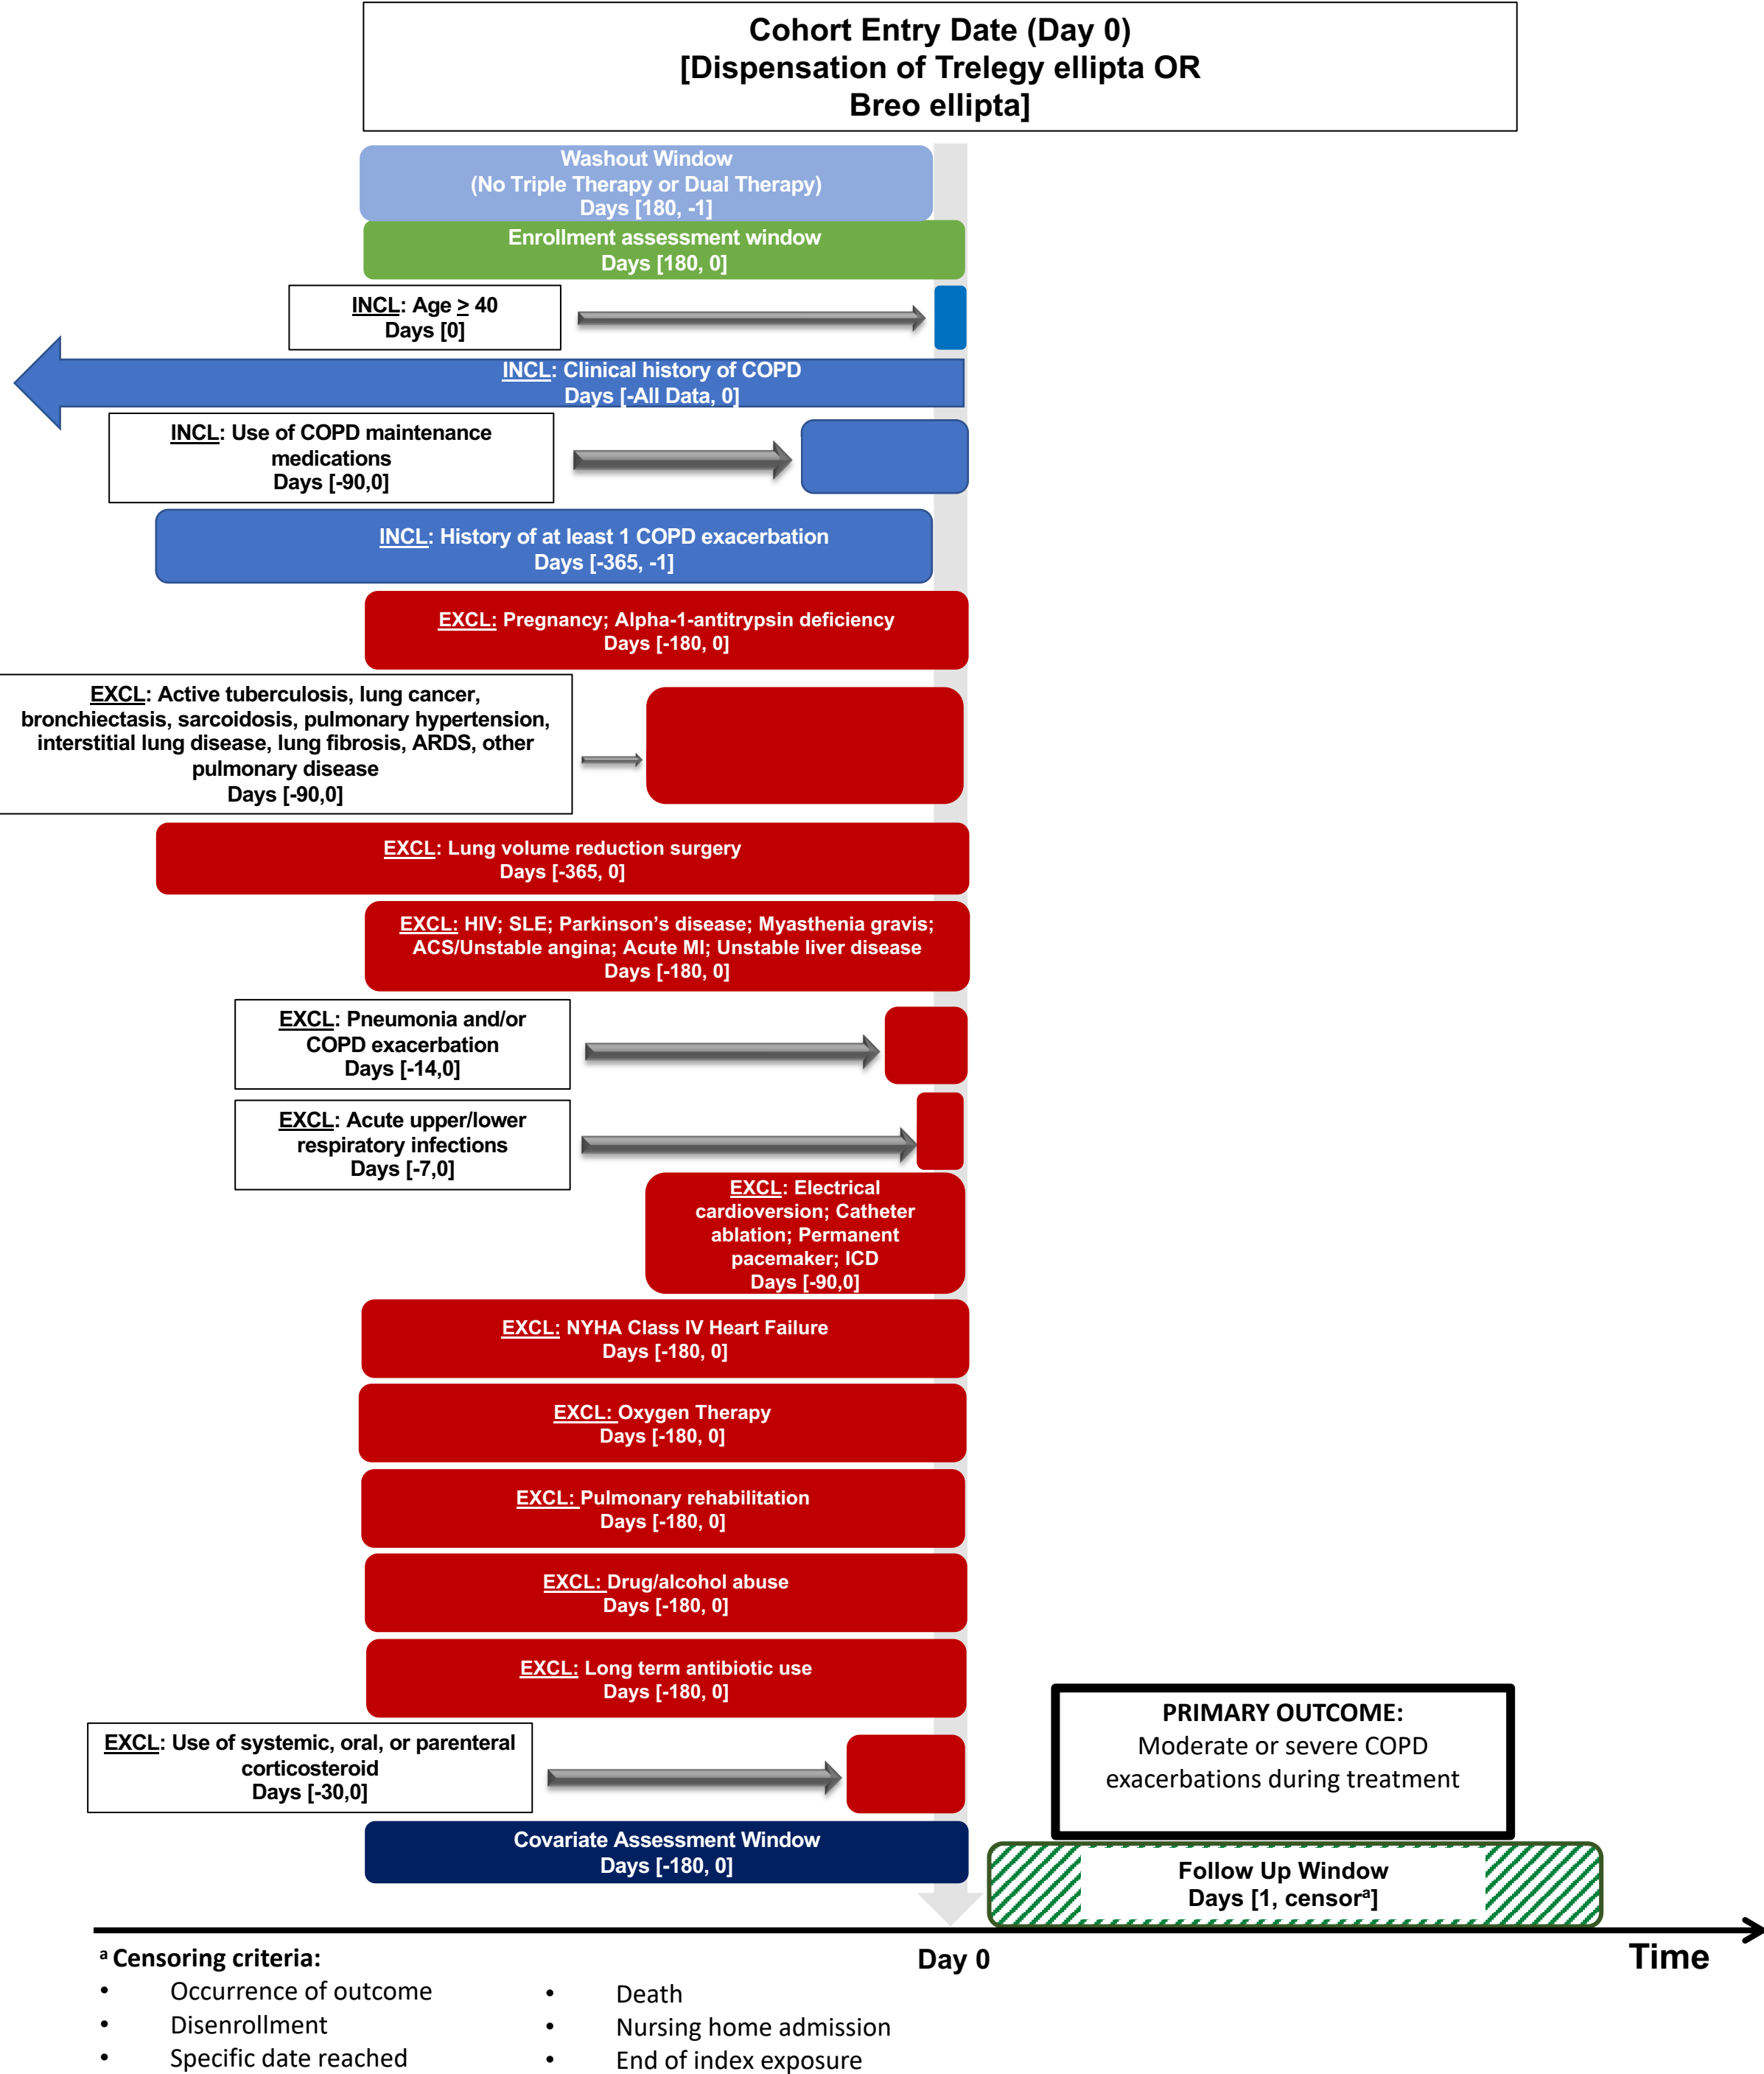 Cohort Entry Date (Day 0)
[Dispensation of Trelegy ellipta OR
Breo ellipta]
Washout Window
(No Triple Therapy or Dual Therapy)
Days [180, -1]
Enrollment assessment window
Days [180, 0]
INCL: Age ≥ 40
Days [0]
INCL: Clinical history of COPD
Days [-All Data, 0]
INCL: Use of COPD maintenance
medications
Days [-90,0]
INCL: History of at least 1 COPD exacerbation
Days [-365, -1]
EXCL: Pregnancy; Alpha-1-antitrypsin deficiency
Days [-180, 0]
EXCL: Active tuberculosis, lung cancer,
bronchiectasis, sarcoidosis, pulmonary hypertension,
interstitial lung disease, lung fibrosis, ARDS, other
pulmonary disease
Days [-90,0]
EXCL: Lung volume reduction surgery
Days [-365, 0]
EXCL: HIV; SLE; Parkinson’s disease; Myasthenia gravis;
ACS/Unstable angina; Acute MI; Unstable liver disease
Days [-180, 0]
EXCL: Pneumonia and/or
COPD exacerbation
Days [-14,0]
EXCL: Acute upper/lower
respiratory infections
Days [-7,0]
EXCL: Electrical
cardioversion; Catheter
ablation; Permanent
pacemaker; ICD
Days [-90,0]
EXCL: NYHA Class IV Heart Failure
Days [-180, 0]
EXCL: Oxygen Therapy
Days [-180, 0]
EXCL: Pulmonary rehabilitation
Days [-180, 0]
EXCL: Drug/alcohol abuse
Days [-180, 0]
EXCL: Long term antibiotic use
Days [-180, 0]
EXCL: Use of systemic, oral, or parenteral
corticosteroid
Days [-30,0]
PRIMARY OUTCOME:
Moderate or severe COPD
exacerbations during treatment
Covariate Assessment Window
Days [-180, 0]
Follow Up Window
Days [1, censorᵃ]
Day 0
Time
ᵃ Censoring criteria:
• Occurrence of outcome
• Disenrollment
• Specific date reached
• Death
• Nursing home admission
• End of index exposure